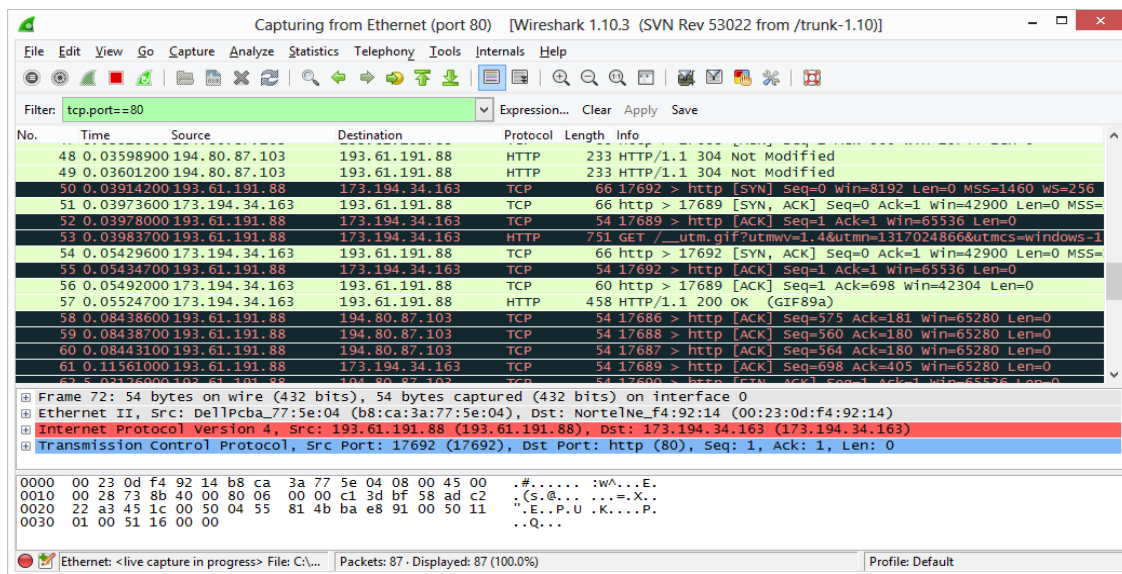 Capturing from Ethernet (port 80) [Wireshark 1.10.3 (SVN Rev 53022 from /trunk-1.10)]
File Edit View Go Capture Analyze Statistics Telephony Tools Internals Help
Filter: tcp.port==80 Expression... Clear Apply Save
No. Time Source Destination Protocol Length Info
48 0.03598900 194.80.87.103 193.61.191.88 HTTP 233 HTTP/1.1 304 Not Modified
49 0.03601200 194.80.87.103 193.61.191.88 HTTP 233 HTTP/1.1 304 Not Modified
50 0.03914200 193.61.191.88 173.194.34.163 TCP 66 17692 > http [SYN] Seq=0 Win=8192 Len=0 MSS=1460 WS=256
51 0.03973600 173.194.34.163 193.61.191.88 TCP 66 http > 17689 [SYN, ACK] Seq=0 Ack=1 Win=42900 Len=0 MSS=
52 0.03978000 193.61.191.88 173.194.34.163 TCP 54 17689 > http [ACK] Seq=1 Ack=1 Win=65536 Len=0
53 0.03983700 193.61.191.88 173.194.34.163 HTTP 751 GET /__utm.gif?utmwv=1.4&utmn=1317024866&utmcs=windows-1
54 0.05429600 173.194.34.163 193.61.191.88 TCP 66 http > 17692 [SYN, ACK] Seq=0 Ack=1 Win=42900 Len=0 MSS=
55 0.05434700 193.61.191.88 173.194.34.163 TCP 54 17692 > http [ACK] Seq=1 Ack=1 Win=65536 Len=0
56 0.05492000 173.194.34.163 193.61.191.88 TCP 60 http > 17689 [ACK] Seq=1 Ack=698 Win=42304 Len=0
57 0.05524700 173.194.34.163 193.61.191.88 HTTP 458 HTTP/1.1 200 OK (GIF89a)
58 0.08438600 193.61.191.88 194.80.87.103 TCP 54 17686 > http [ACK] Seq=575 Ack=181 Win=65280 Len=0
59 0.08438700 193.61.191.88 194.80.87.103 TCP 54 17688 > http [ACK] Seq=560 Ack=180 Win=65280 Len=0
60 0.08443100 193.61.191.88 194.80.87.103 TCP 54 17687 > http [ACK] Seq=564 Ack=180 Win=65280 Len=0
61 0.11561000 193.61.191.88 173.194.34.163 TCP 54 17689 > http [ACK] Seq=698 Ack=405 Win=65280 Len=0
62 5.03126900 193.61.191.88 194.80.87.103 TCP 54 17690 > http [FIN, ACK] Seq=1 Ack=1 Win=65536 Len=0
Frame 72: 54 bytes on wire (432 bits), 54 bytes captured (432 bits) on interface 0
Ethernet II, Src: DellPcba_77:5e:04 (b8:ca:3a:77:5e:04), Dst: NortelNe_f4:92:14 (00:23:0d:f4:92:14)
Internet Protocol Version 4, Src: 193.61.191.88 (193.61.191.88), Dst: 173.194.34.163 (173.194.34.163)
Transmission Control Protocol, Src Port: 17692 (17692), Dst Port: http (80), Seq: 1, Ack: 1, Len: 0
0000 00 23 0d f4 92 14 b8 ca 3a 77 5e 04 08 00 45 00 .#...... :w^...E.
0010 00 28 73 8b 40 00 80 06 00 00 c1 3d bf 58 ad c2 .(s.@... ...=.X..
0020 22 a3 45 1c 00 50 04 55 81 4b ba e8 91 00 50 11 ".E..P.U .K....P.
0030 01 00 51 16 00 00 ..Q...
Ethernet: <live capture in progress> File: C:\... Packets: 87 · Displayed: 87 (100.0%) Profile: Default